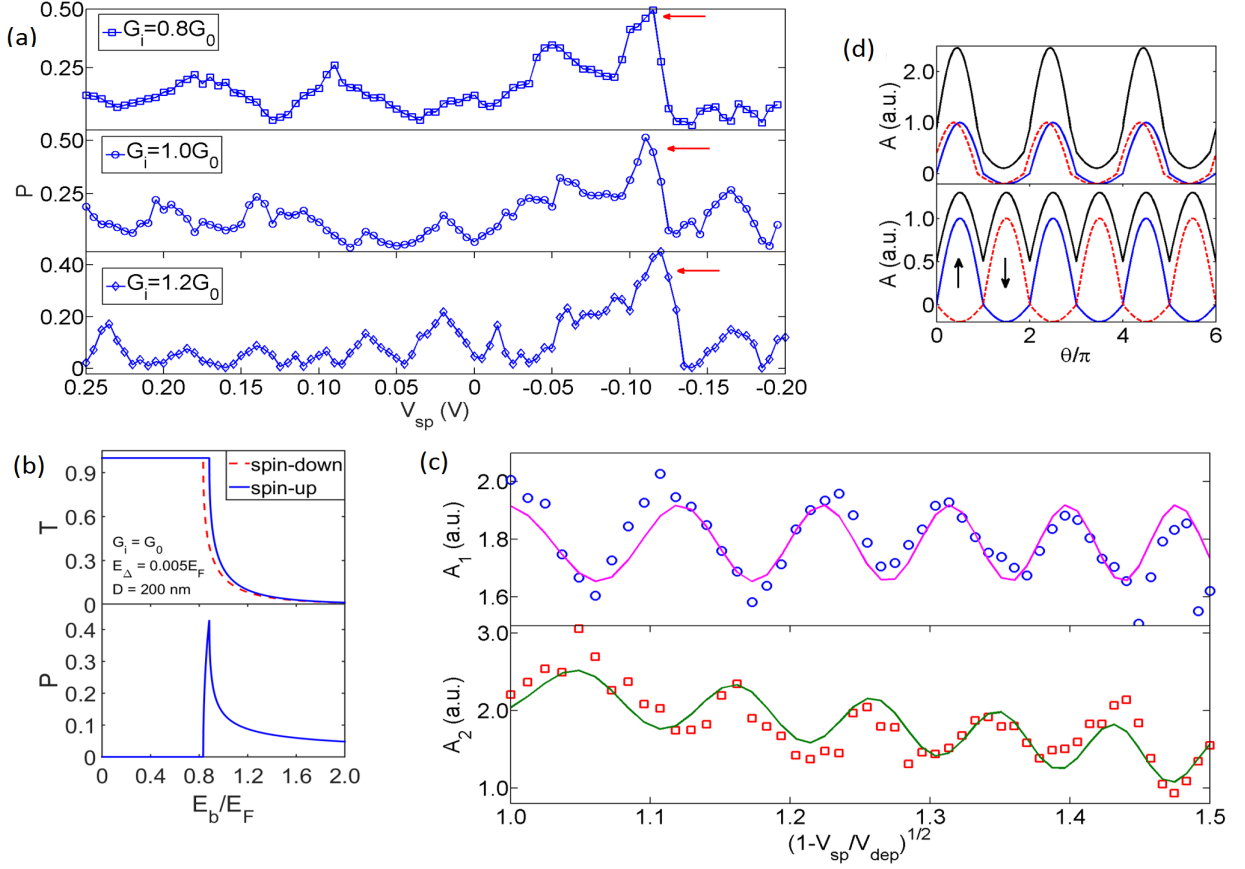 (a)
0.50
G_i=0.8G_0
0.25
0.50
G_i=1.0G_0
P
0.25
0.40
G_i=1.2G_0
0.20
0
0.25 0.20 0.15 0.10 0.05 0 -0.05 -0.10 -0.15 -0.20
V_sp (V)
(d)
2.0
1.0
0
A (a.u.)
1.0
0.5
0
A (a.u.)
0 2 4 6
θ/π
(b)
0.9
0.6
0.3
0
T
spin-down
spin-up
G_i = G_0
E_Δ = 0.005E_F
D = 200 nm
0.4
0.3
0.2
0.1
0
P
0 0.4 0.8 1.2 1.6 2.0
E_b/E_F
(c)
2.0
1.8
1.6
A_1 (a.u.)
3.0
2.0
1.0
A_2 (a.u.)
1.0 1.1 1.2 1.3 1.4 1.5
(1-V_sp/V_dep)^1/2